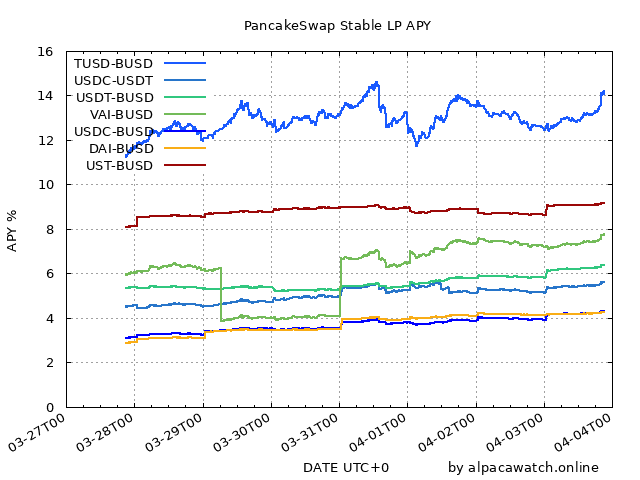 PancakeSwap Stable LP APY
16
14
12
10
8
6
4
2
0
APY %
TUSD-BUSD
USDC-USDT
USDT-BUSD
VAI-BUSD
USDC-BUSD
DAI-BUSD
UST-BUSD
03-27T00
03-28T00
03-29T00
03-30T00
03-31T00
04-01T00
04-02T00
04-03T00
04-04T00
DATE UTC+0
by alpacawatch.online